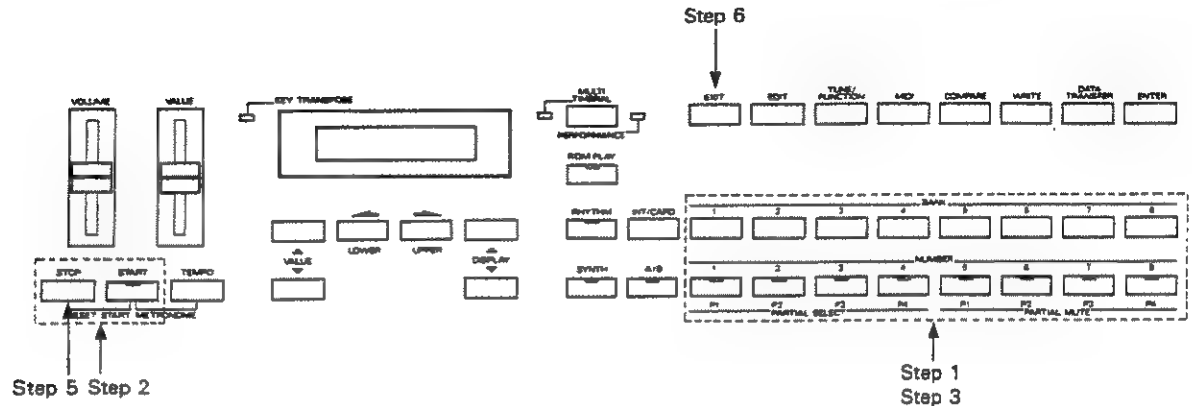 Step 6
VOLUME VALUE
KEY TRANSPOSE
MULTI TIMBRAL
EXIT EDIT TUNE/FUNCTION MIDI COMPARE WRITE DATA TRANSFER ENTER
PERFORMANCE
ROM PLAY
BANK
1 2 3 4 5 6 7 8
RHYTHM INT/CARD
LOWER UPPER
VALUE DISPLAY
NUMBER
STOP START TEMPO
SYNTH A/B
1 2 3 4 5 6 7 8
RESET START METRONOME
P1 P2 P3 P4 P1 P2 P3 P4
PARTIAL SELECT PARTIAL MUTE
Step 5 Step 2
Step 1
Step 3